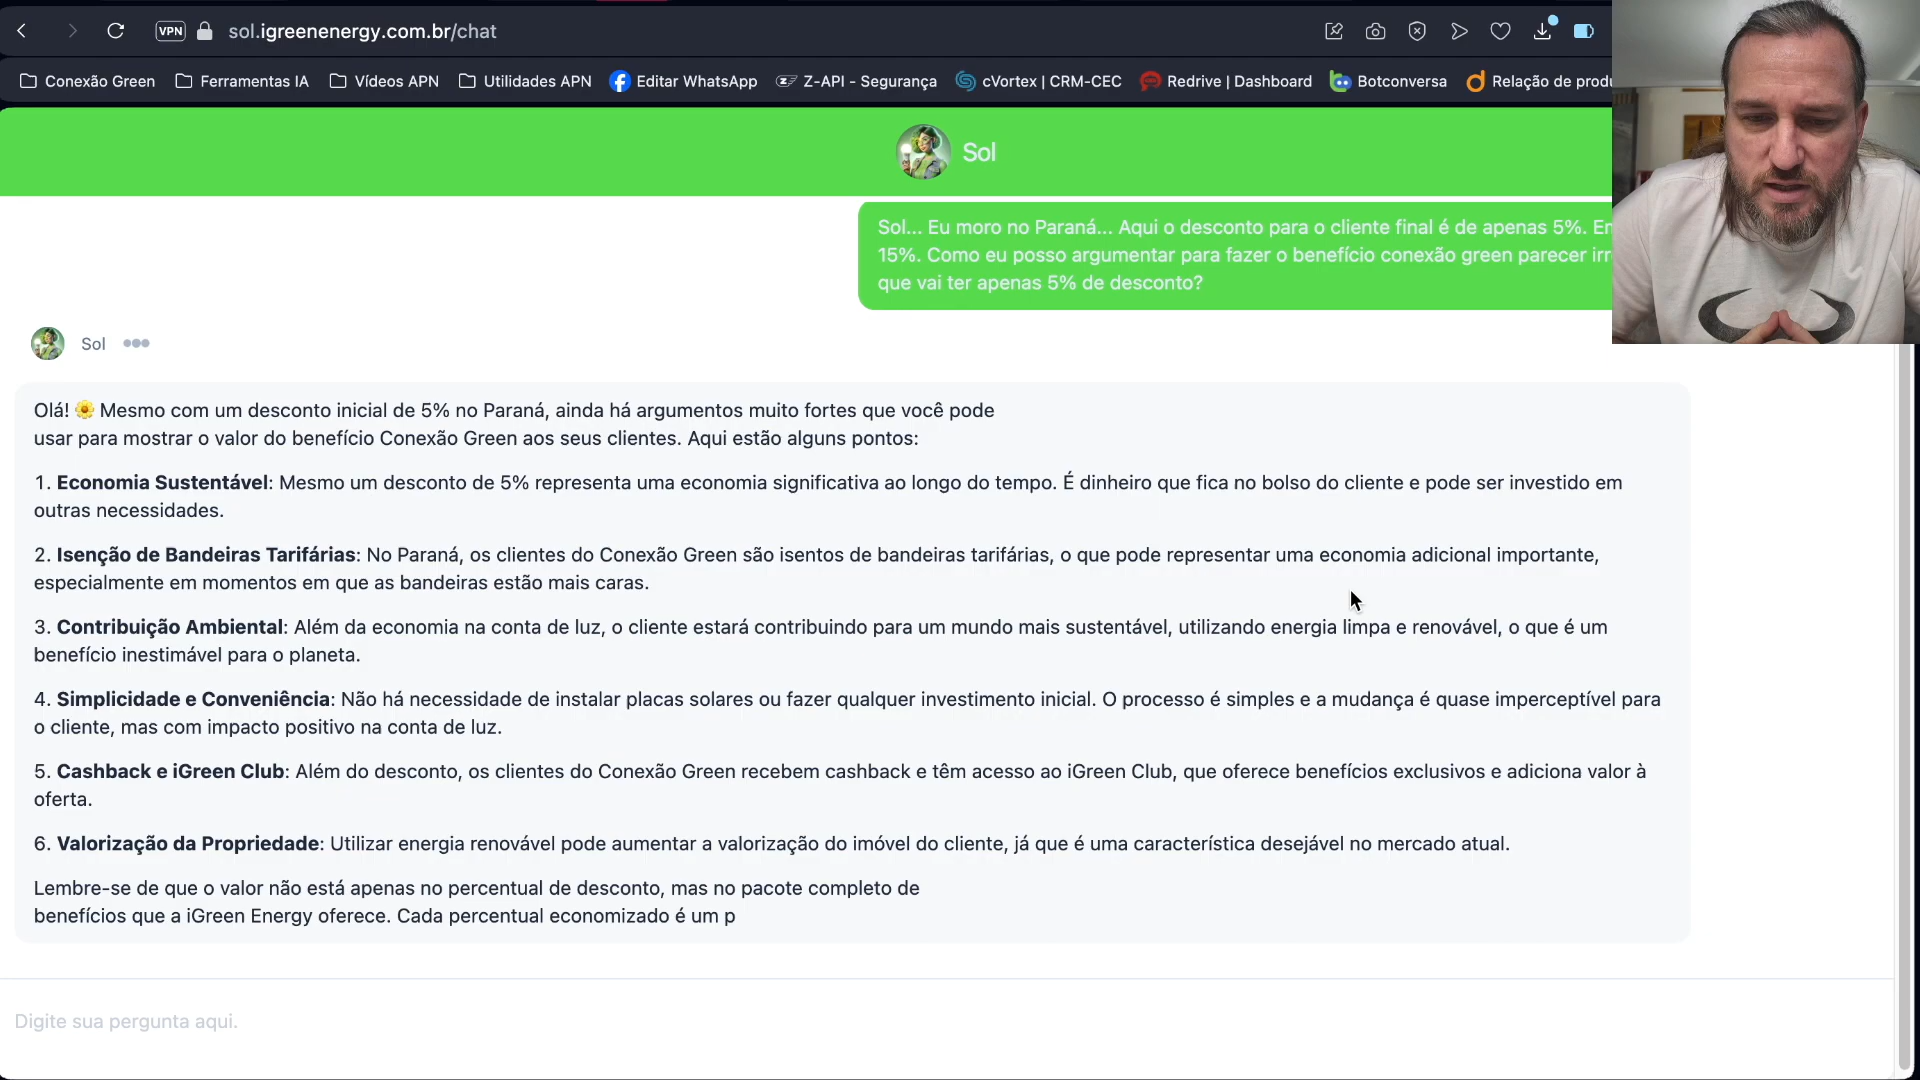 VPN
sol.igreenenergy.com.br/chat
Conexão Green
Ferramentas IA
Vídeos APN
Utilidades APN
Editar WhatsApp
Z-API - Segurança
cVortex | CRM-CEC
Redrive | Dashboard
Botconversa
Relação de prod
Sol
Sol... Eu moro no Paraná... Aqui o desconto para o cliente final é de apenas 5%.
15%. Como eu posso argumentar para fazer o benefício conexão green parecer
que vai ter apenas 5% de desconto?
Sol
Olá! 🌼 Mesmo com um desconto inicial de 5% no Paraná, ainda há argumentos muito fortes que você pode
usar para mostrar o valor do benefício Conexão Green aos seus clientes. Aqui estão alguns pontos:
1. Economia Sustentável: Mesmo um desconto de 5% representa uma economia significativa ao longo do tempo. É dinheiro que fica no bolso do cliente e pode ser investido em
outras necessidades.
2. Isenção de Bandeiras Tarifárias: No Paraná, os clientes do Conexão Green são isentos de bandeiras tarifárias, o que pode representar uma economia adicional importante,
especialmente em momentos em que as bandeiras estão mais caras.
3. Contribuição Ambiental: Além da economia na conta de luz, o cliente estará contribuindo para um mundo mais sustentável, utilizando energia limpa e renovável, o que é um
benefício inestimável para o planeta.
4. Simplicidade e Conveniência: Não há necessidade de instalar placas solares ou fazer qualquer investimento inicial. O processo é simples e a mudança é quase imperceptível para
o cliente, mas com impacto positivo na conta de luz.
5. Cashback e iGreen Club: Além do desconto, os clientes do Conexão Green recebem cashback e têm acesso ao iGreen Club, que oferece benefícios exclusivos e adiciona valor à
oferta.
6. Valorização da Propriedade: Utilizar energia renovável pode aumentar a valorização do imóvel do cliente, já que é uma característica desejável no mercado atual.
Lembre-se de que o valor não está apenas no percentual de desconto, mas no pacote completo de
benefícios que a iGreen Energy oferece. Cada percentual economizado é um p
Digite sua pergunta aqui.